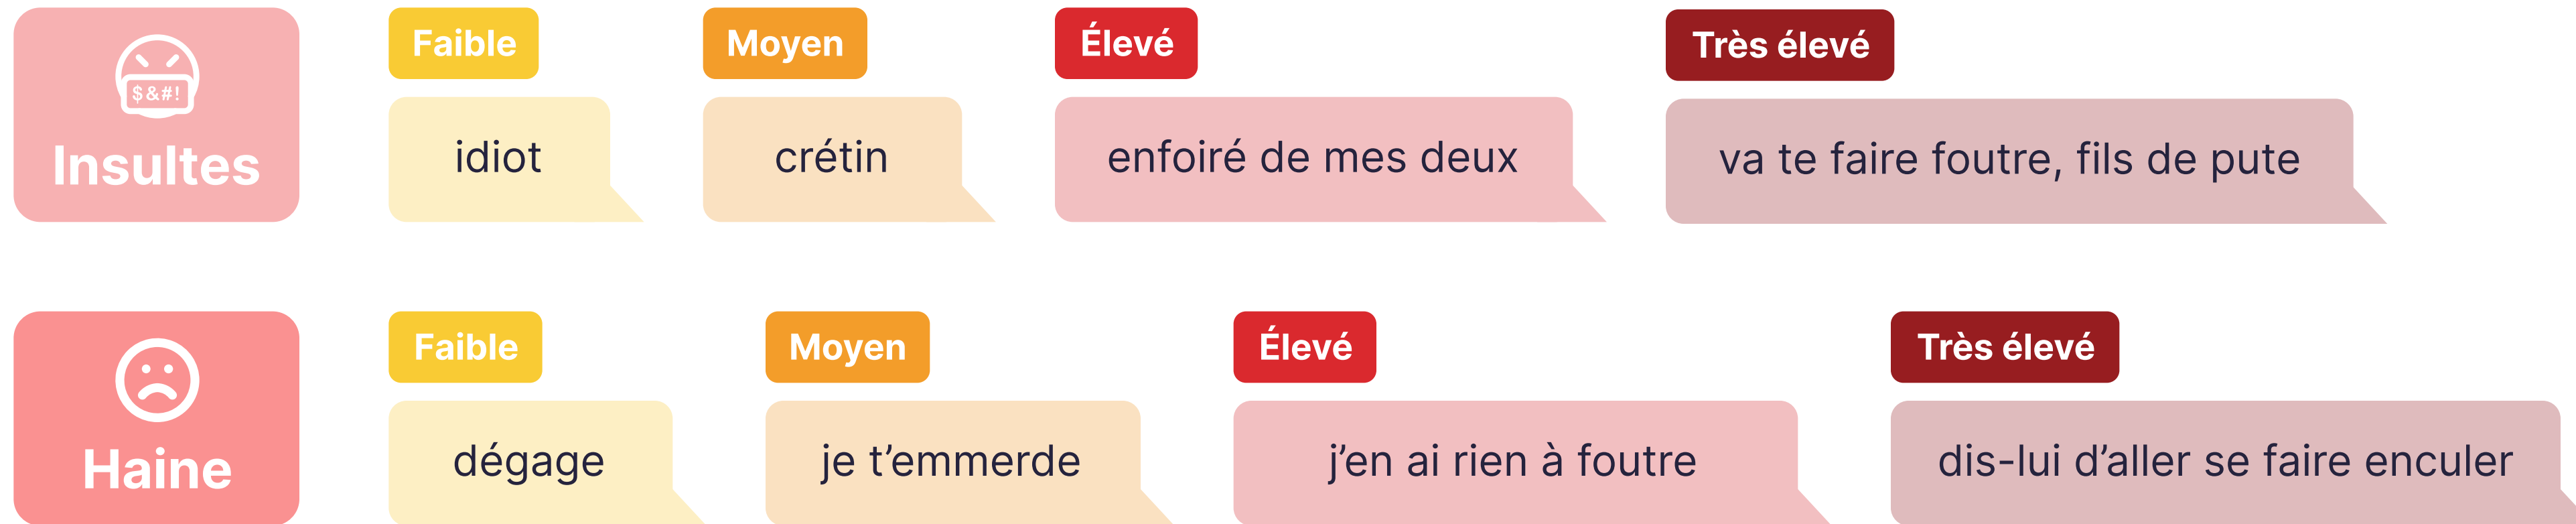 Faible Moyen Élevé Très élevé
$&#!
Insultes
idiot crétin enfoiré de mes deux va te faire foutre, fils de pute
Faible Moyen Élevé Très élevé
Haine
dégage je t’emmerde j’en ai rien à foutre dis-lui d’aller se faire enculer